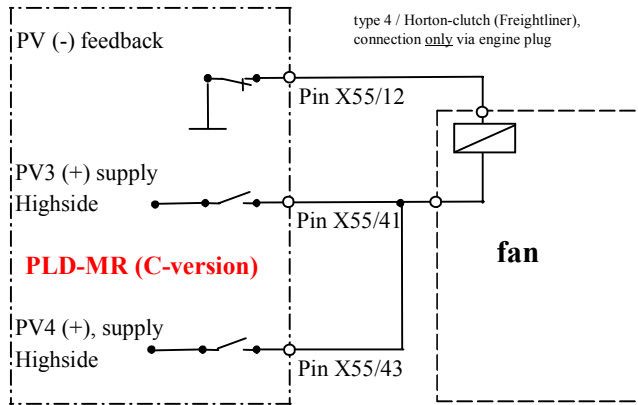 type 4 / Horton-clutch (Freightliner),
connection only via engine plug
PV (-) feedback
Pin X55/12
PV3 (+) supply
Highside
Pin X55/41
PLD-MR (C-version)
fan
PV4 (+), supply
Highside
Pin X55/43